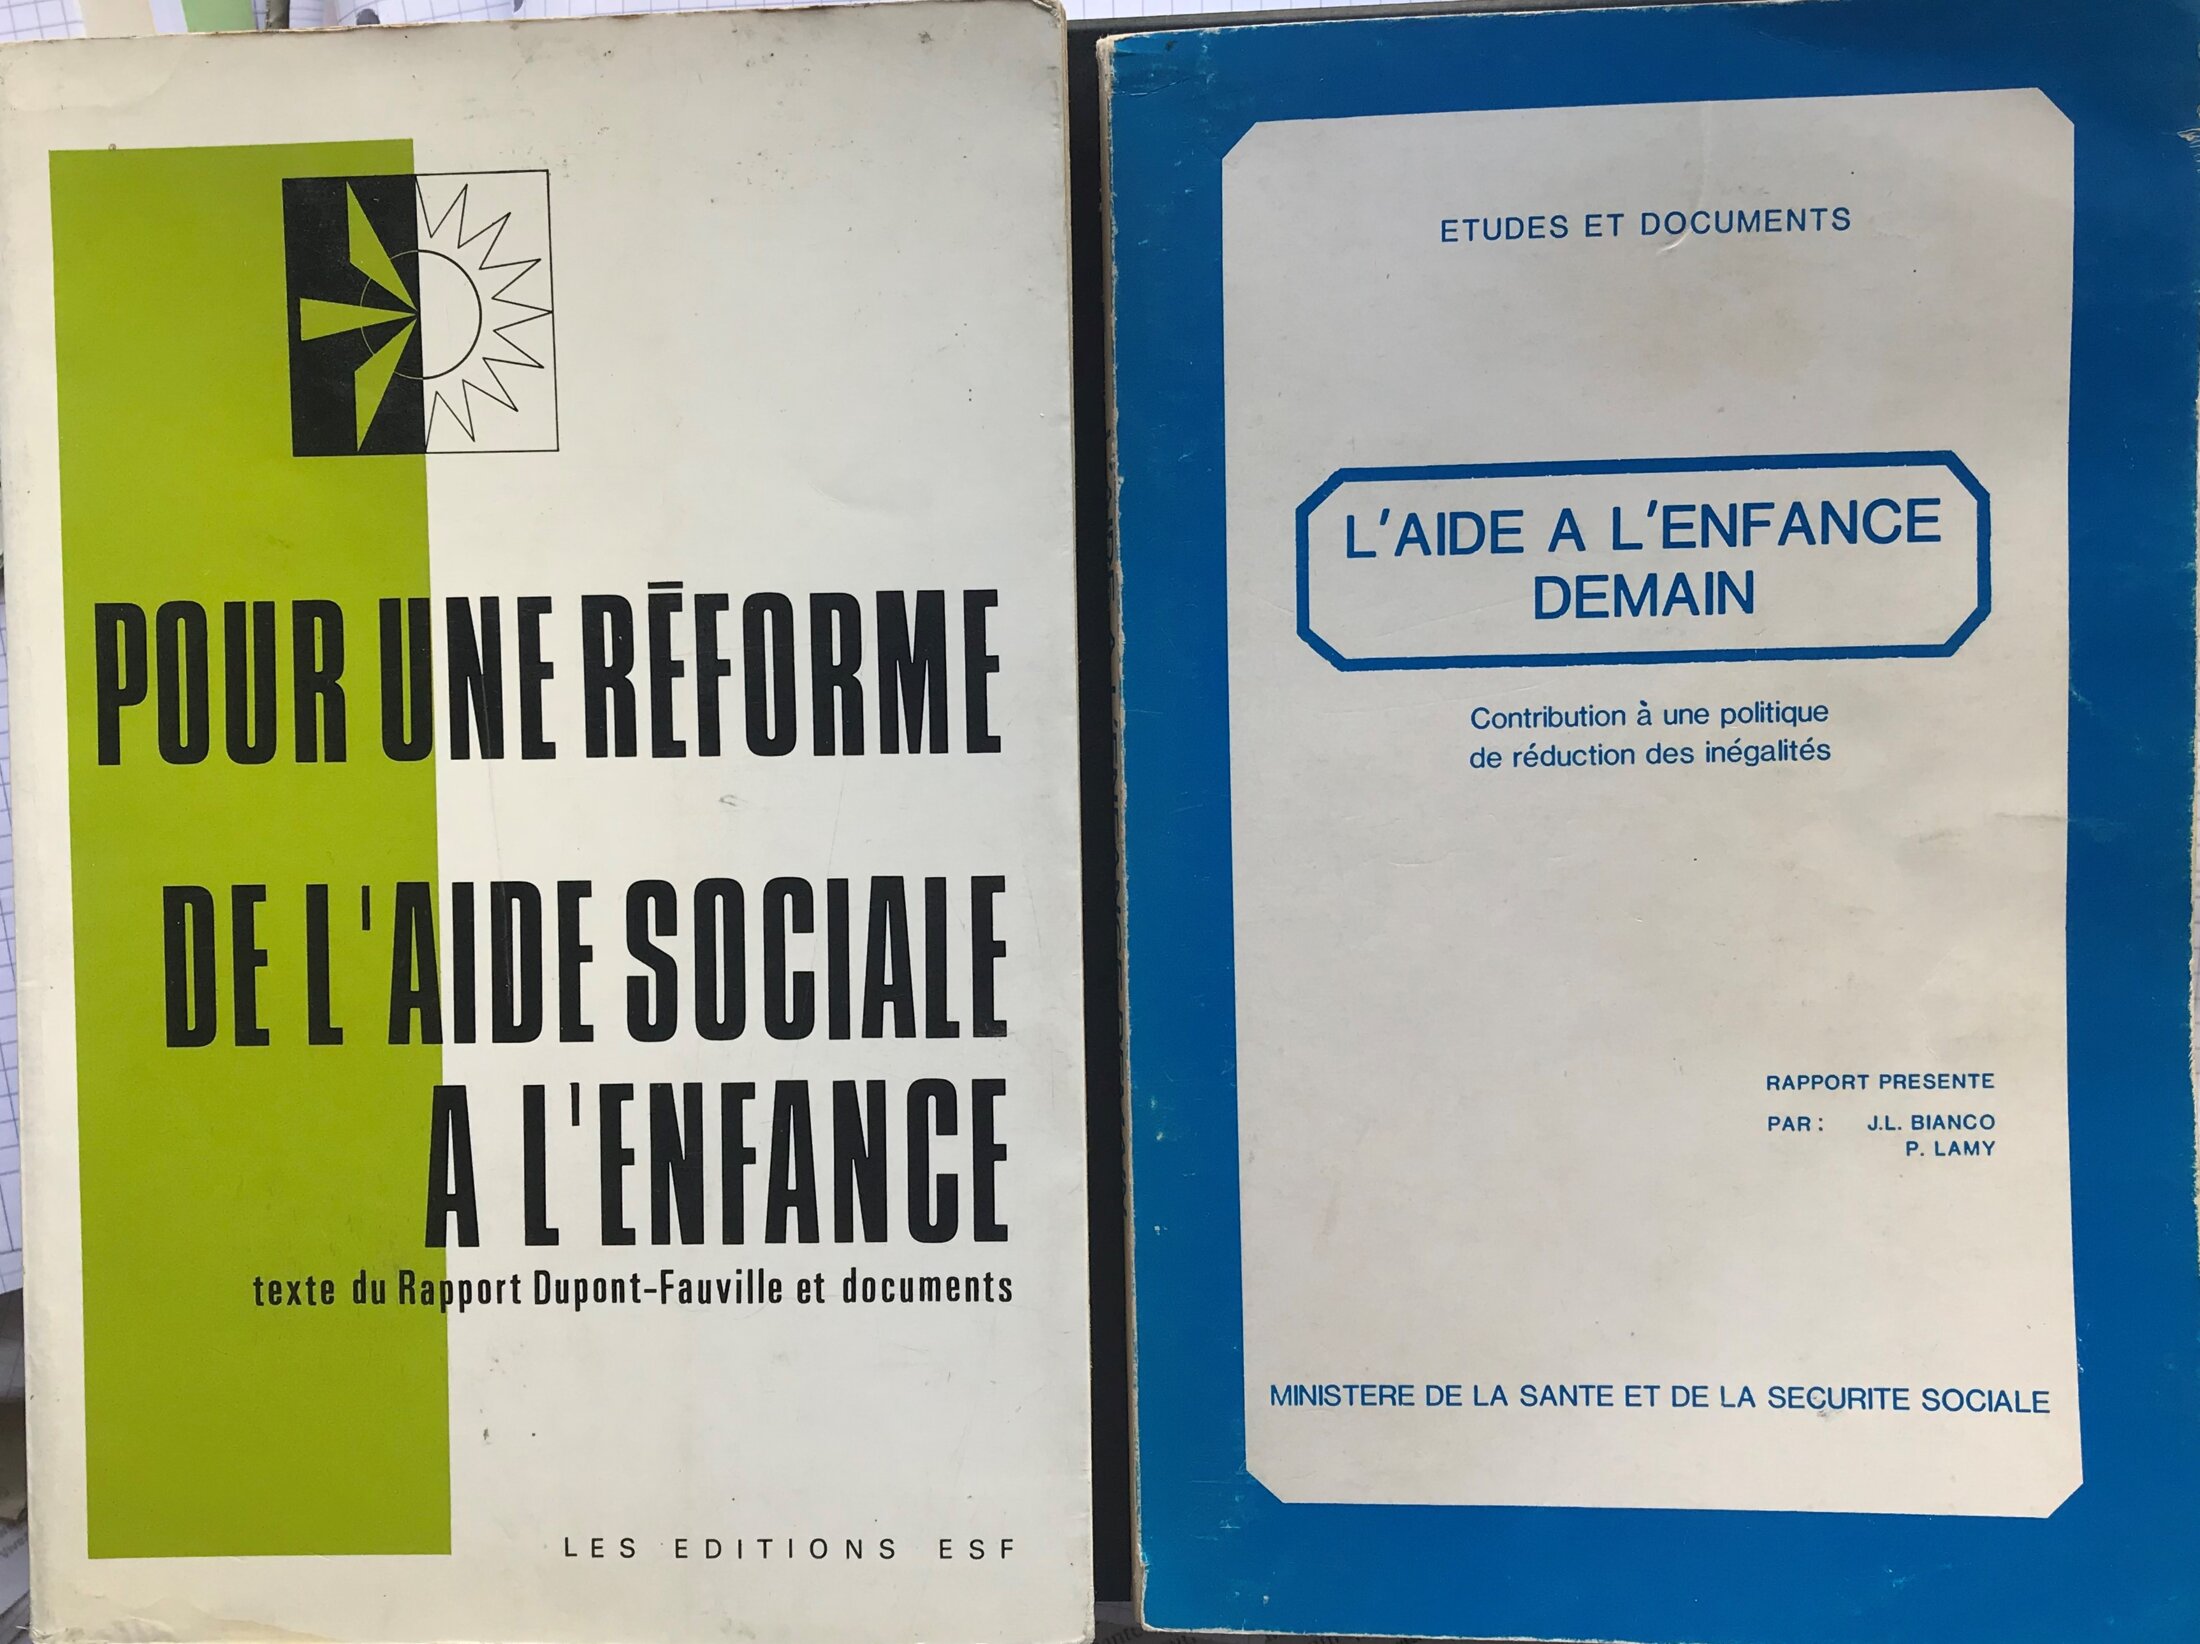 POUR UNE RÉFORME
DE L'AIDE SOCIALE
A L'ENFANCE
texte du Rapport Dupont-Fauville et documents
LES EDITIONS ESF
ETUDES ET DOCUMENTS
L'AIDE A L'ENFANCE
DEMAIN
Contribution à une politique
de réduction des inégalités
RAPPORT PRESENTE
PAR : J.L. BIANCO
P. LAMY
MINISTERE DE LA SANTE ET DE LA SECURITE SOCIALE